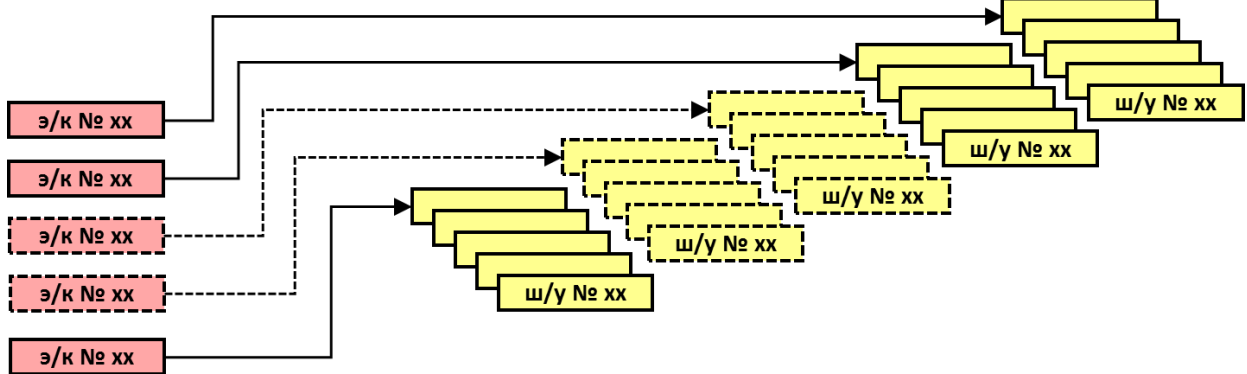 э/к № хх
э/к № хх
э/к № хх
э/к № хх
э/к № хх
ш/у № хх
ш/у № хх
ш/у № хх
ш/у № хх
ш/у № хх